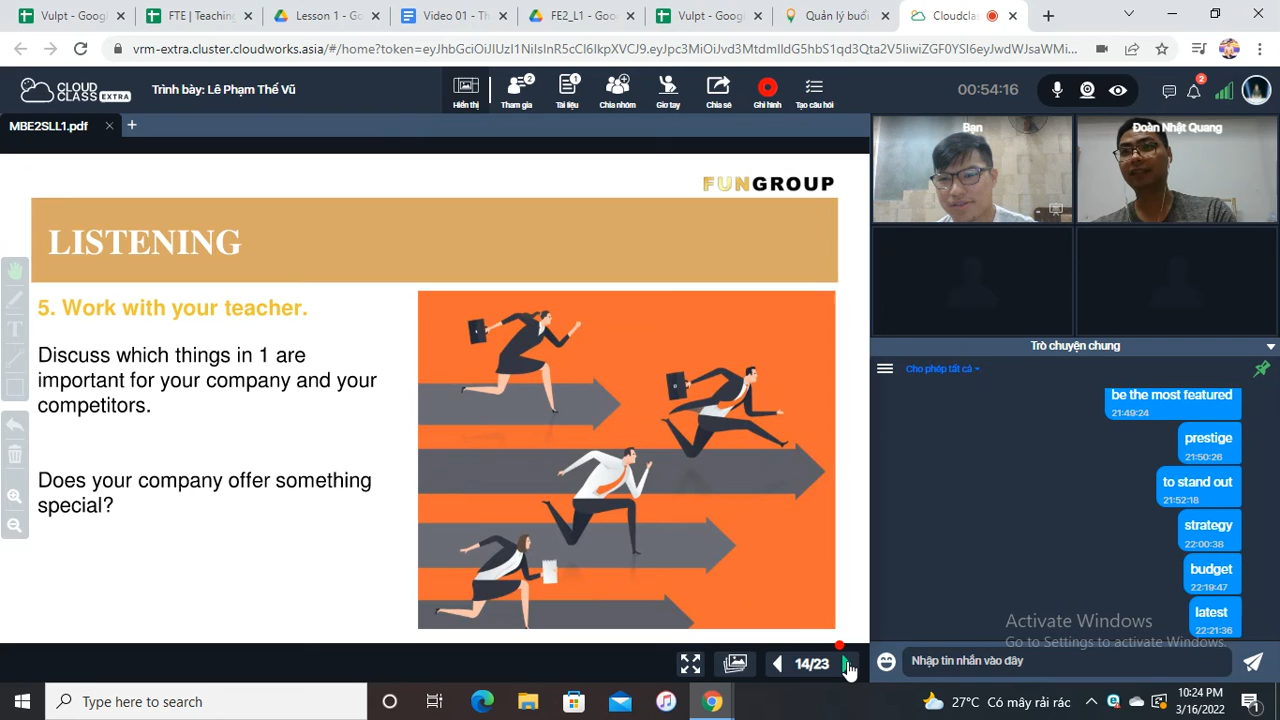 Vulpt - Googl
FTE | Teaching
Lesson 1 - Go
Video 01 - Th
FE2_L1 - Goo
Vulpt - Googl
Quản lý buổi
Cloudclas
vrm-extra.cluster.cloudworks.asia/#/home?token=eyJhbGciOiJIUzI1NiIsInR5cCI6IkpXVCJ9.eyJpc3MiOiJvd3MtdmlldG5hbS1qd3Qta2V5IiwiZGF0YSI6eyJwdWJsaWMi...
CLOUD CLASS EXTRA
Trình bày: Lê Phạm Thế Vũ
Hiển thị
2
Tham gia
1
Tài liệu
Chia nhóm
Giơ tay
Chia sẻ
Ghi hình
Tạo câu hỏi
00:54:16
2
MBE2SLL1.pdf
Bạn
Đoàn Nhật Quang
FUNGROUP
LISTENING
5. Work with your teacher.
Discuss which things in 1 are
important for your company and your
competitors.
Does your company offer something
special?
T
14/23
Trò chuyện chung
Cho phép tất cả
be the most featured
21:49:24
prestige
21:50:26
to stand out
21:52:18
strategy
22:00:38
budget
22:19:47
latest
22:21:36
Activate Windows
Go to Settings to activate Windows.
Nhập tin nhắn vào đây
Type here to search
27°C Có mây rải rác
10:24 PM
3/16/2022
1